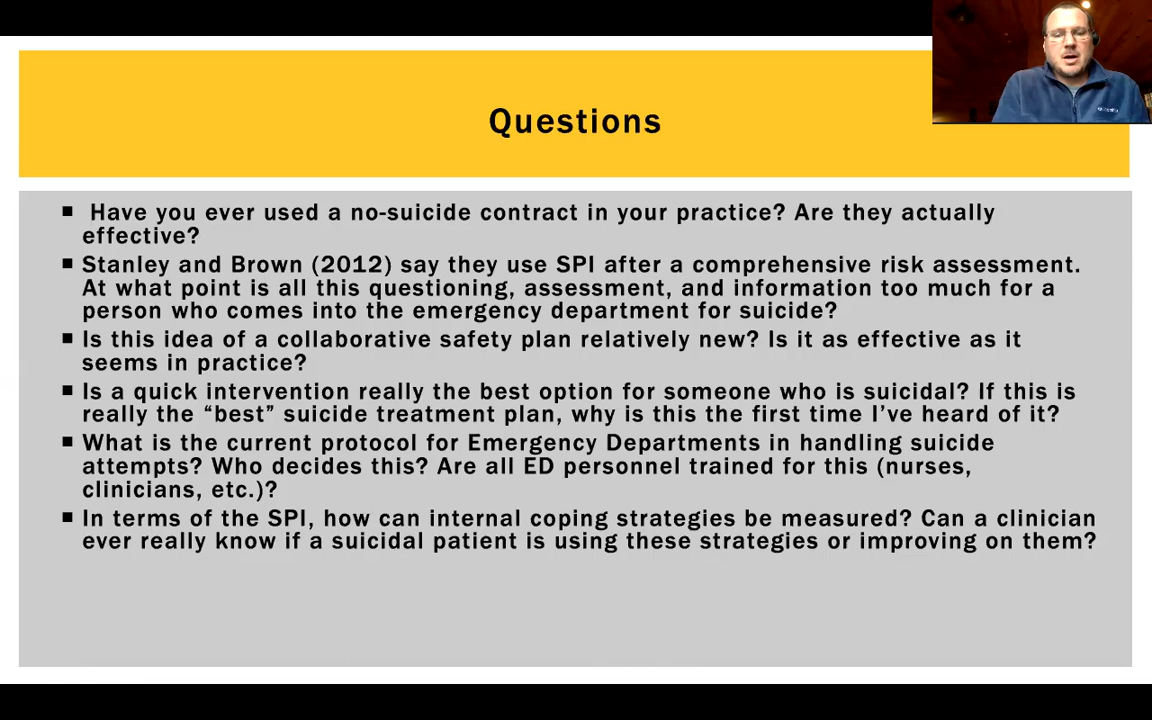 Questions
▪ Have you ever used a no-suicide contract in your practice? Are they actually
effective?
▪ Stanley and Brown (2012) say they use SPI after a comprehensive risk assessment.
At what point is all this questioning, assessment, and information too much for a
person who comes into the emergency department for suicide?
▪ Is this idea of a collaborative safety plan relatively new? Is it as effective as it
seems in practice?
▪ Is a quick intervention really the best option for someone who is suicidal? If this is
really the “best” suicide treatment plan, why is this the first time I’ve heard of it?
▪ What is the current protocol for Emergency Departments in handling suicide
attempts? Who decides this? Are all ED personnel trained for this (nurses,
clinicians, etc.)?
▪ In terms of the SPI, how can internal coping strategies be measured? Can a clinician
ever really know if a suicidal patient is using these strategies or improving on them?